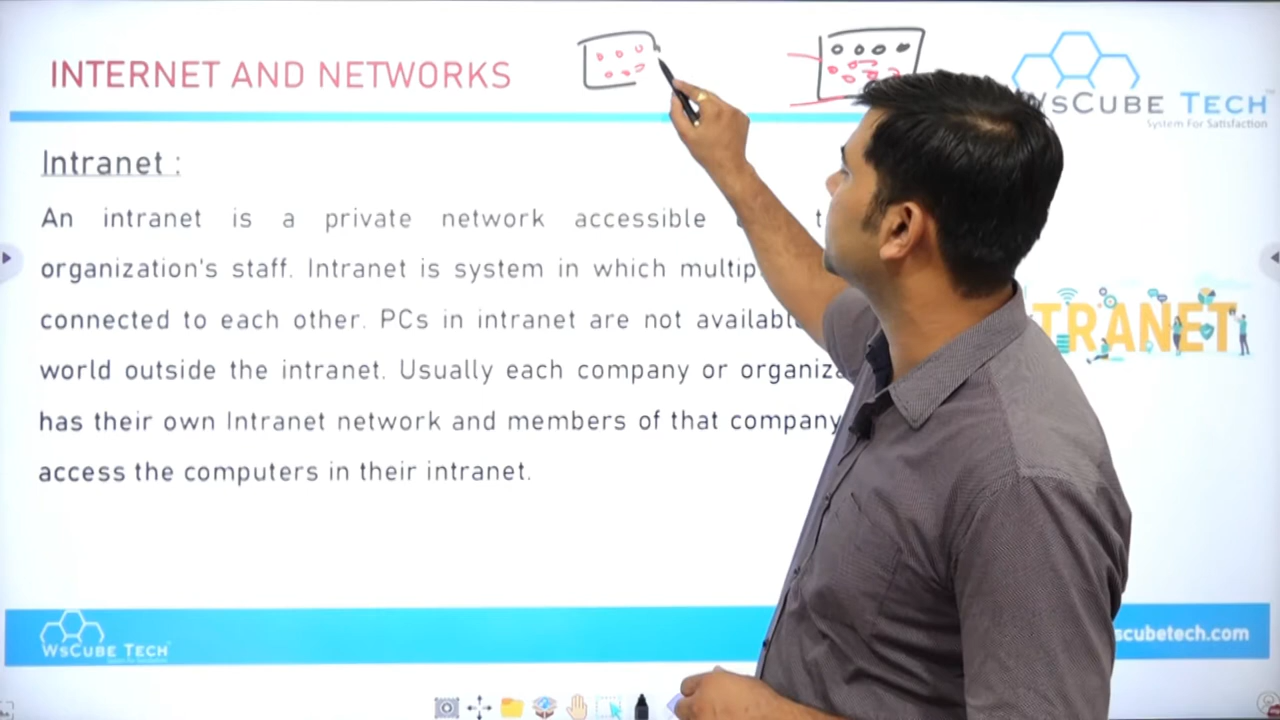 INTERNET AND NETWORKS
WsCube Tech
System For Satisfaction
Intranet :
An intranet is a private network accessible
organization's staff. Intranet is system in which
connected to each other. PCs in intranet are not
world outside the intranet. Usually each company or
has their own Intranet network and members of that company
access the computers in their intranet.
TRANET
WsCube Tech
scubetech.com